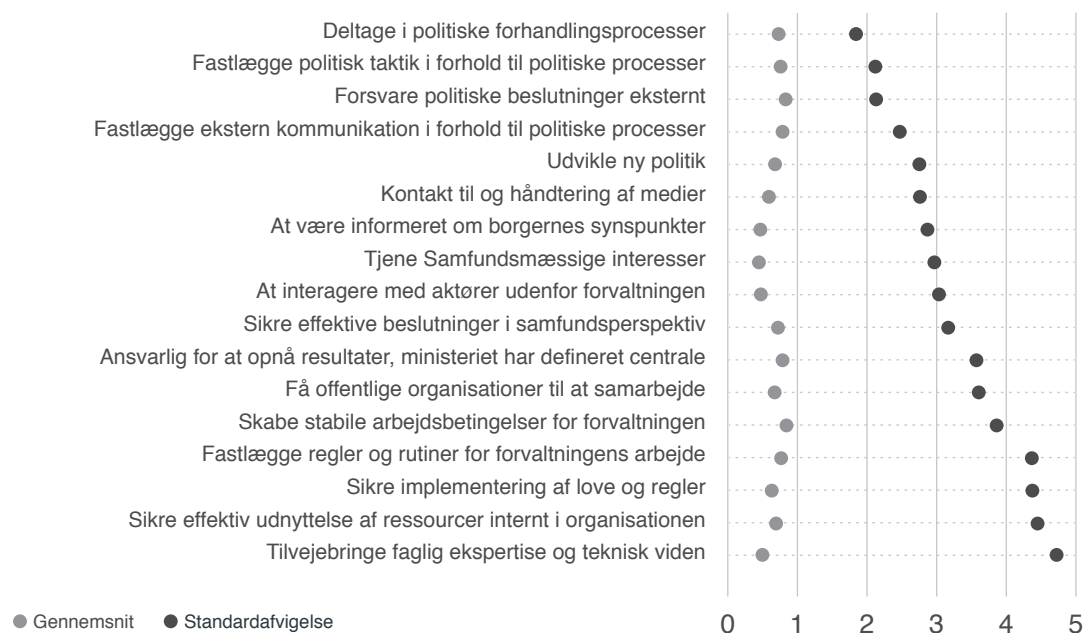 Deltage i politiske forhandlingsprocesser
Fastlægge politisk taktik i forhold til politiske processer
Forsvare politiske beslutninger eksternt
Fastlægge ekstern kommunikation i forhold til politiske processer
Udvikle ny politik
Kontakt til og håndtering af medier
At være informeret om borgernes synspunkter
Tjene Samfundsmæssige interesser
At interagere med aktører udenfor forvaltningen
Sikre effektive beslutninger i samfundsperspektiv
Ansvarlig for at opnå resultater, ministeriet har defineret centrale
Få offentlige organisationer til at samarbejde
Skabe stabile arbejdsbetingelser for forvaltningen
Fastlægge regler og rutiner for forvaltningens arbejde
Sikre implementering af love og regler
Sikre effektiv udnyttelse af ressourcer internt i organisationen
Tilvejebringe faglig ekspertise og teknisk viden
0 1 2 3 4 5
Gennemsnit Standardafvigelse